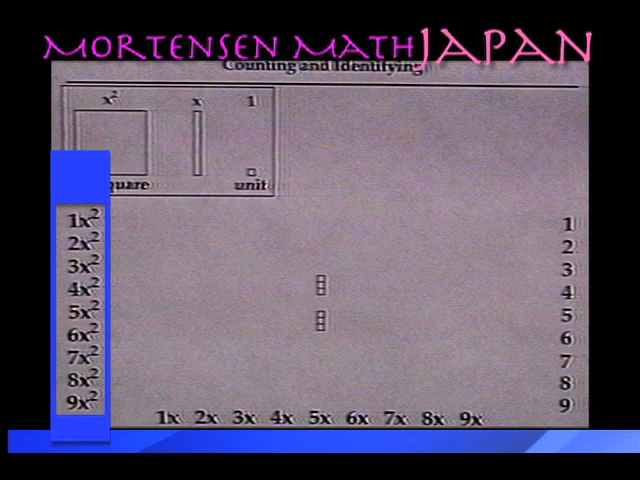 MORTENSEN MATH JAPAN
Counting and Identifying
x² x 1
unit
1x²
2x²
3x²
4x²
5x²
6x²
7x²
8x²
9x²
1
2
3
4
5
6
7
8
9
1x 2x 3x 4x 5x 6x 7x 8x 9x